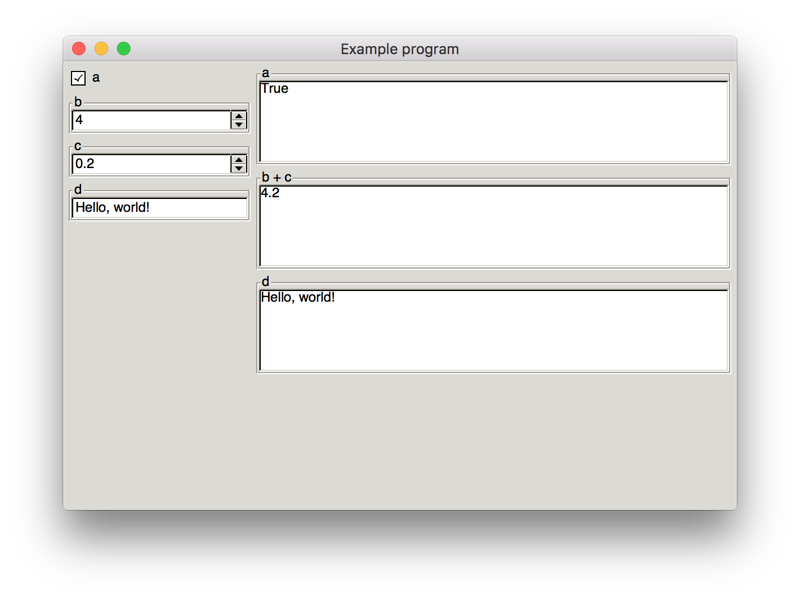 Example program
a
b
4
c
0.2
d
Hello, world!
a
True
b + c
4.2
d
Hello, world!